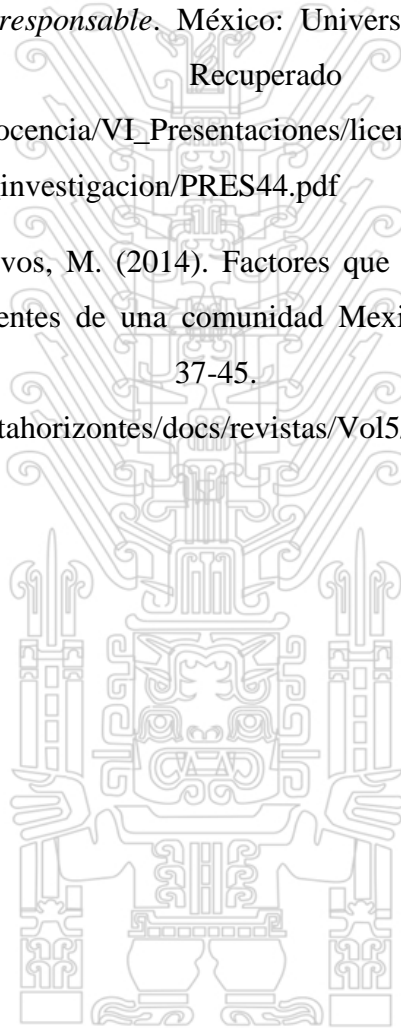 responsable. México: Univers
Recuperado
ocencia/VI_Presentaciones/licen
investigacion/PRES44.pdf
vos, M. (2014). Factores que
entes de una comunidad Mexi
37-45.
tahorizontes/docs/revistas/Vol5